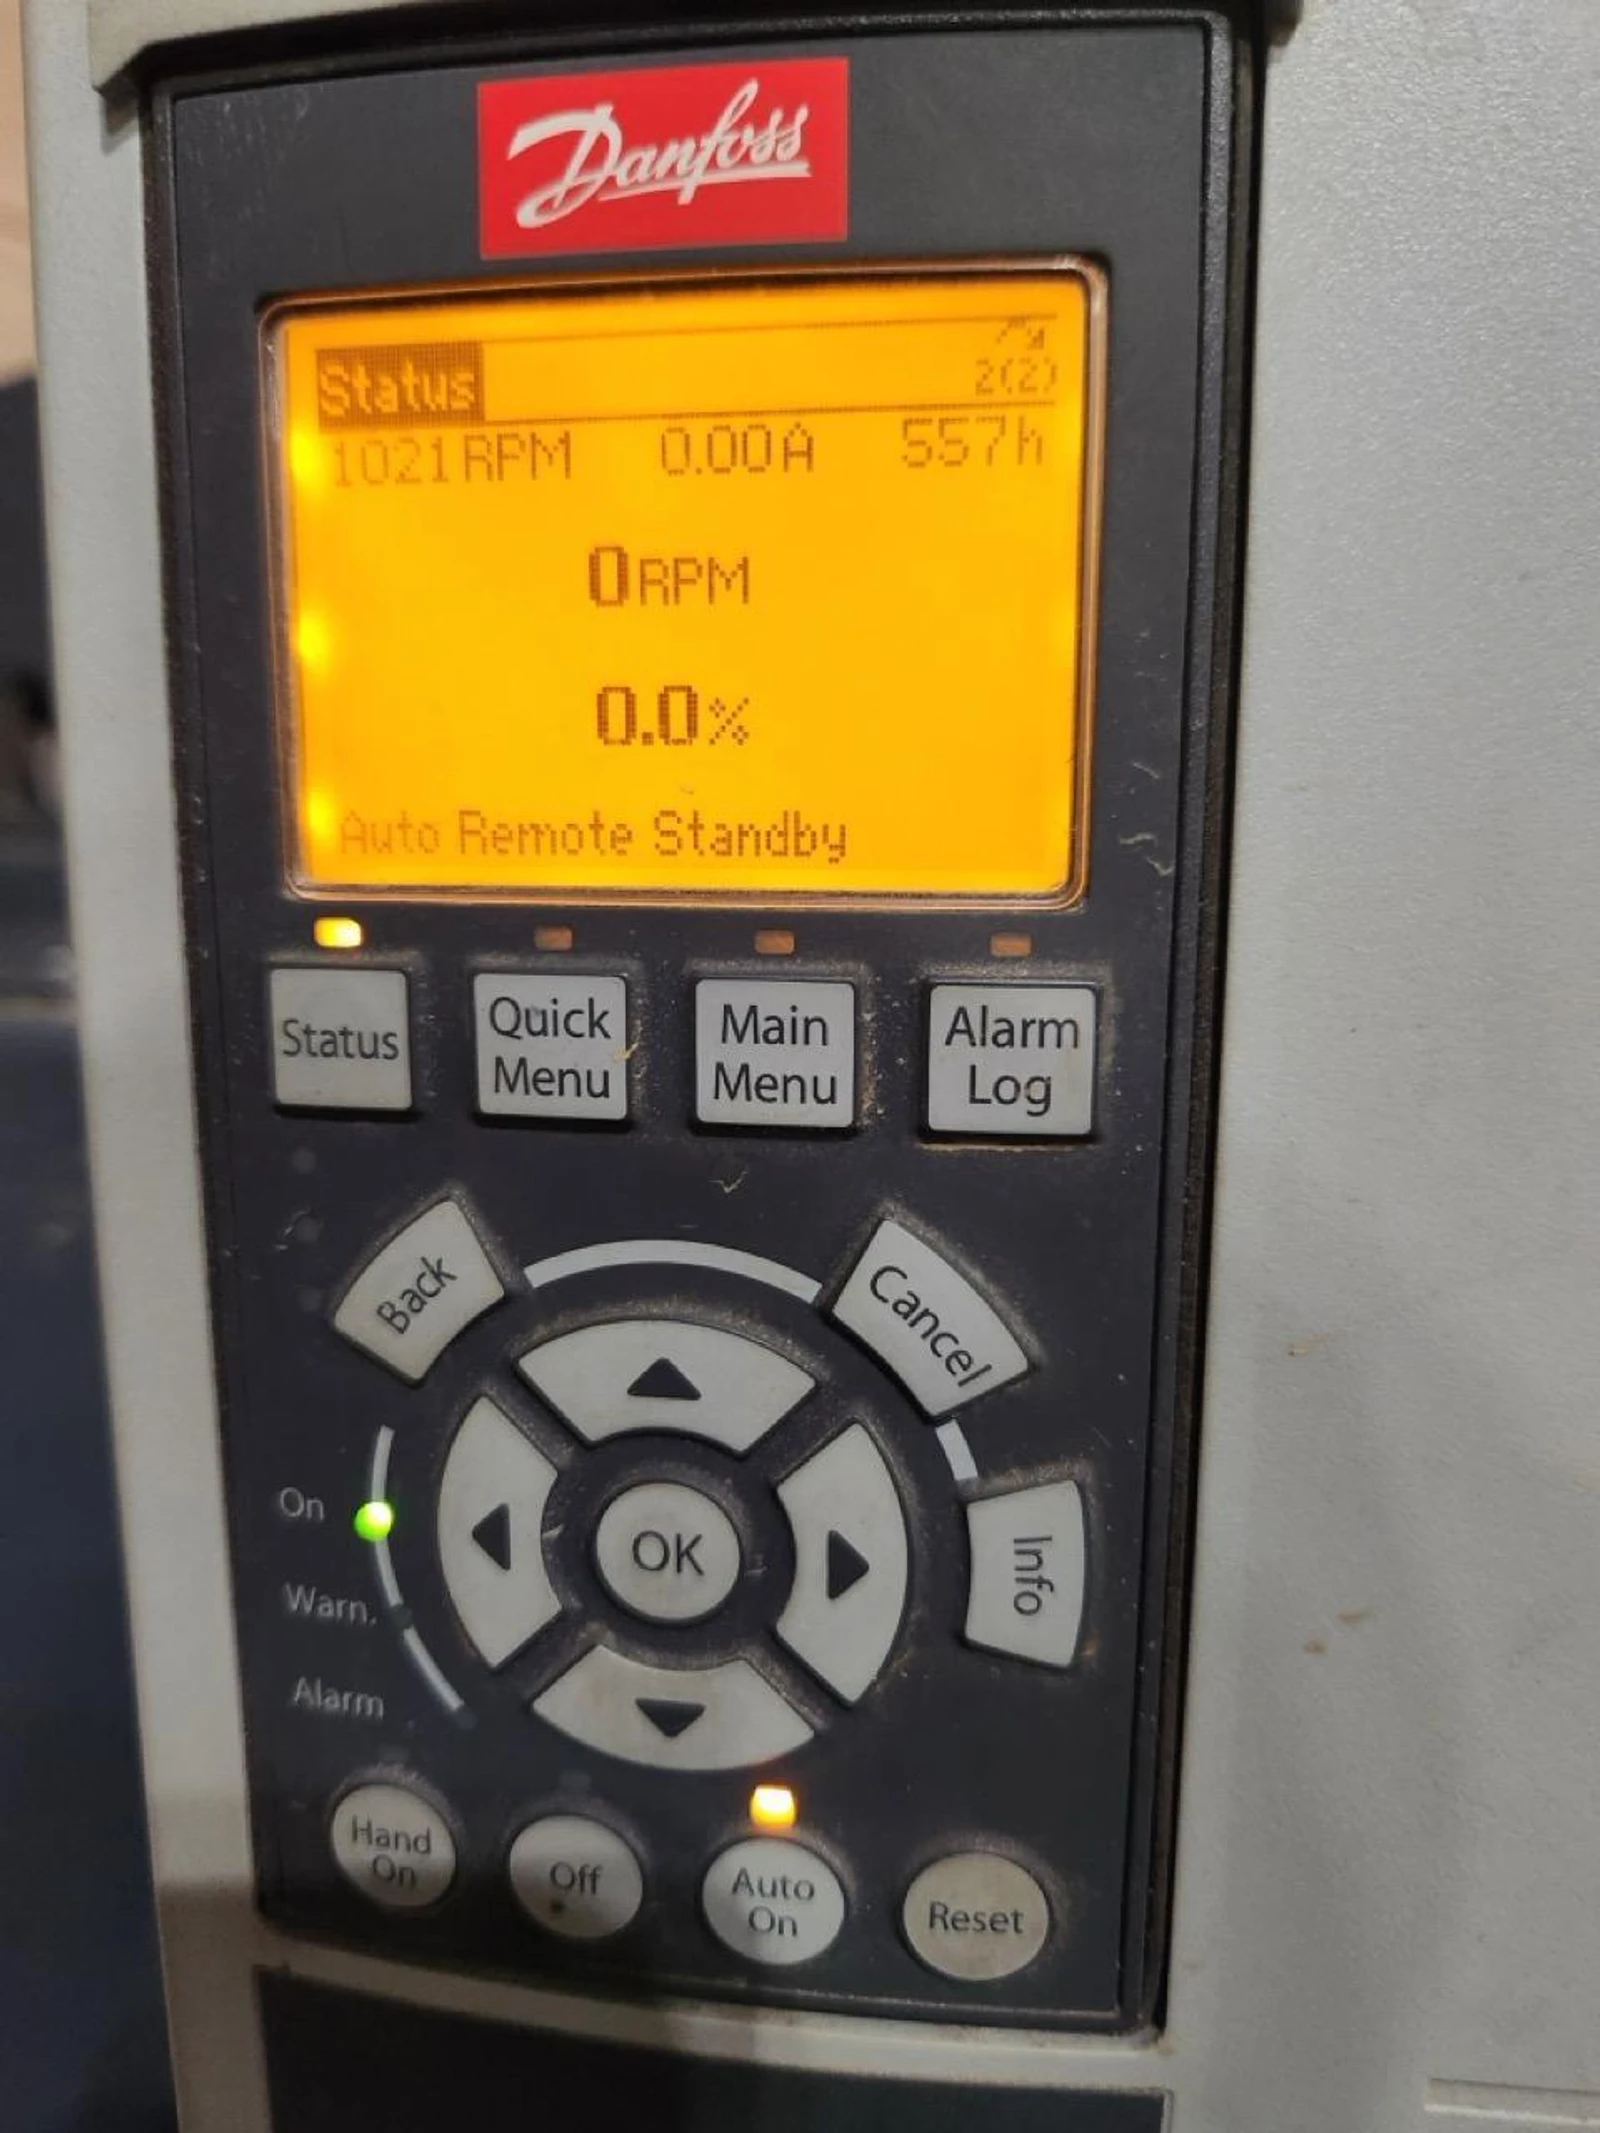 Danfoss
Status 2(2)
1021RPM 0.00A 557h
0RPM
0.0%
Auto Remote Standby
Status
Quick
Menu
Main
Menu
Alarm
Log
Back
Cancel
On
OK
Info
Warn.
Alarm
Hand
On
Off
Auto
On
Reset